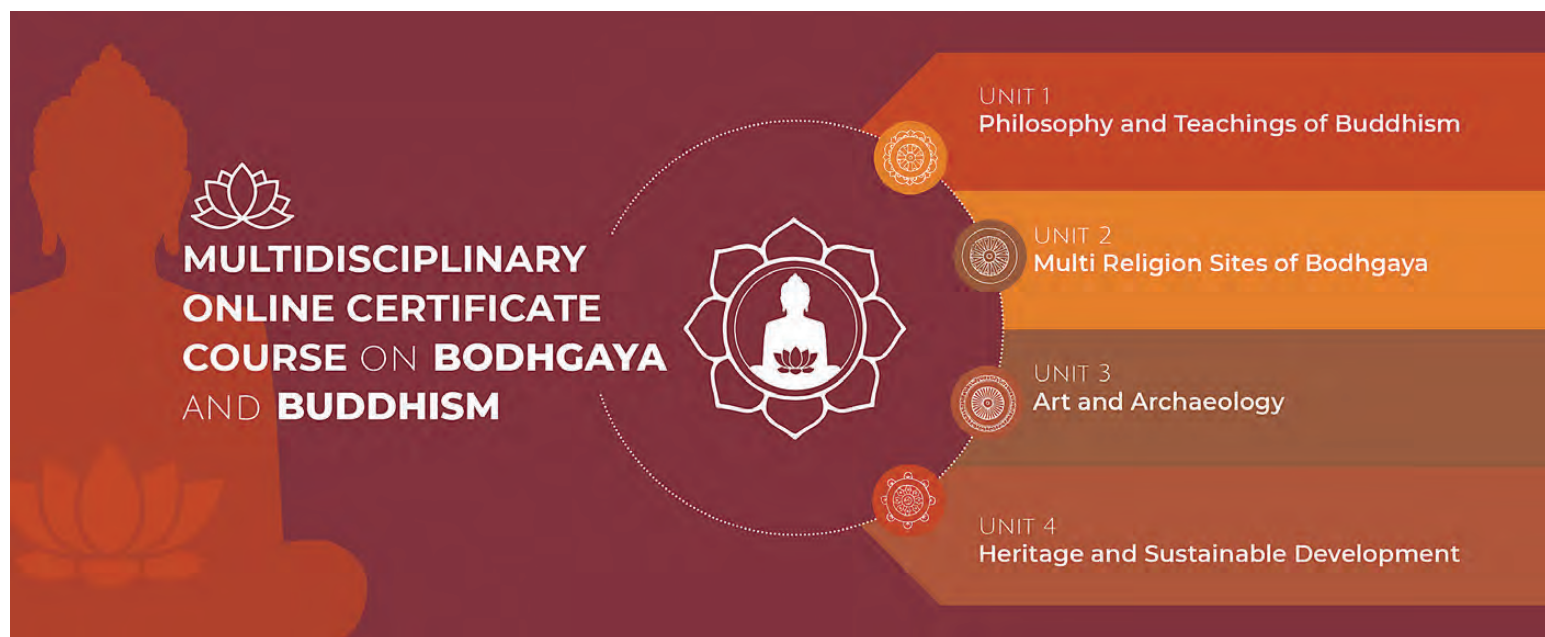 MULTIDISCIPLINARY
ONLINE CERTIFICATE
COURSE ON BODHGAYA
AND BUDDHISM
UNIT 1
Philosophy and Teachings of Buddhism
UNIT 2
Multi Religion Sites of Bodhgaya
UNIT 3
Art and Archaeology
UNIT 4
Heritage and Sustainable Development